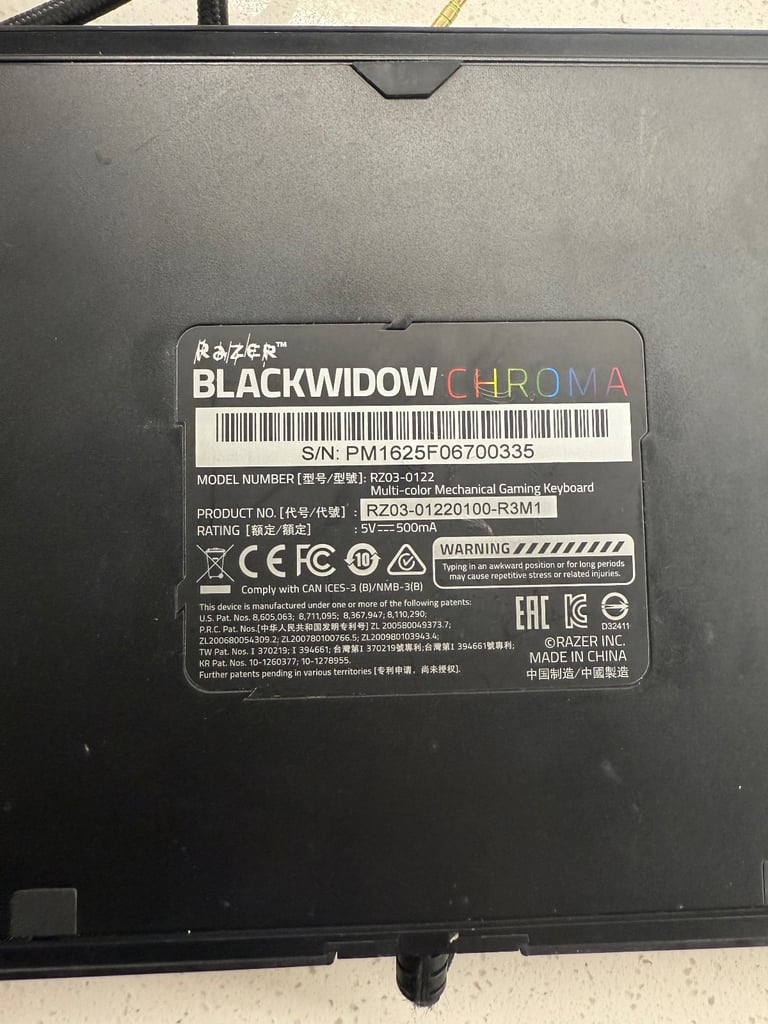 RAZER™
BLACKWIDOW CHROMA
S/N: PM1625F06700335
MODEL NUMBER [型号/型號]: RZ03-0122
Multi-color Mechanical Gaming Keyboard
PRODUCT NO. [代号/代號] : RZ03-01220100-R3M1
RATING [额定/額定] : 5V⎓500mA
CE FC 10
WARNING
Typing in an awkward position or for long periods
may cause repetitive stress or related injuries.
Comply with CAN ICES-3 (B)/NMB-3(B)
This device is manufactured under one or more of the following patents:
U.S. Pat. Nos. 8,605,063; 8,711,095; 8,367,947; 8,110,290;
P.R.C. Pat. Nos.[中华人民共和国发明专利号] ZL 200580049373.7;
ZL200680054309.2; ZL200780100766.5; ZL200980103943.4;
TW Pat. Nos. I 370219; I 394661; 台灣第I 370219號專利;台灣第I 394661號專利;
KR Pat. Nos. 10-1260377; 10-1278955.
Further patents pending in various territories [专利申请，尚未授权].
EAC KC
D32411
©RAZER INC.
MADE IN CHINA
中国制造/中國製造